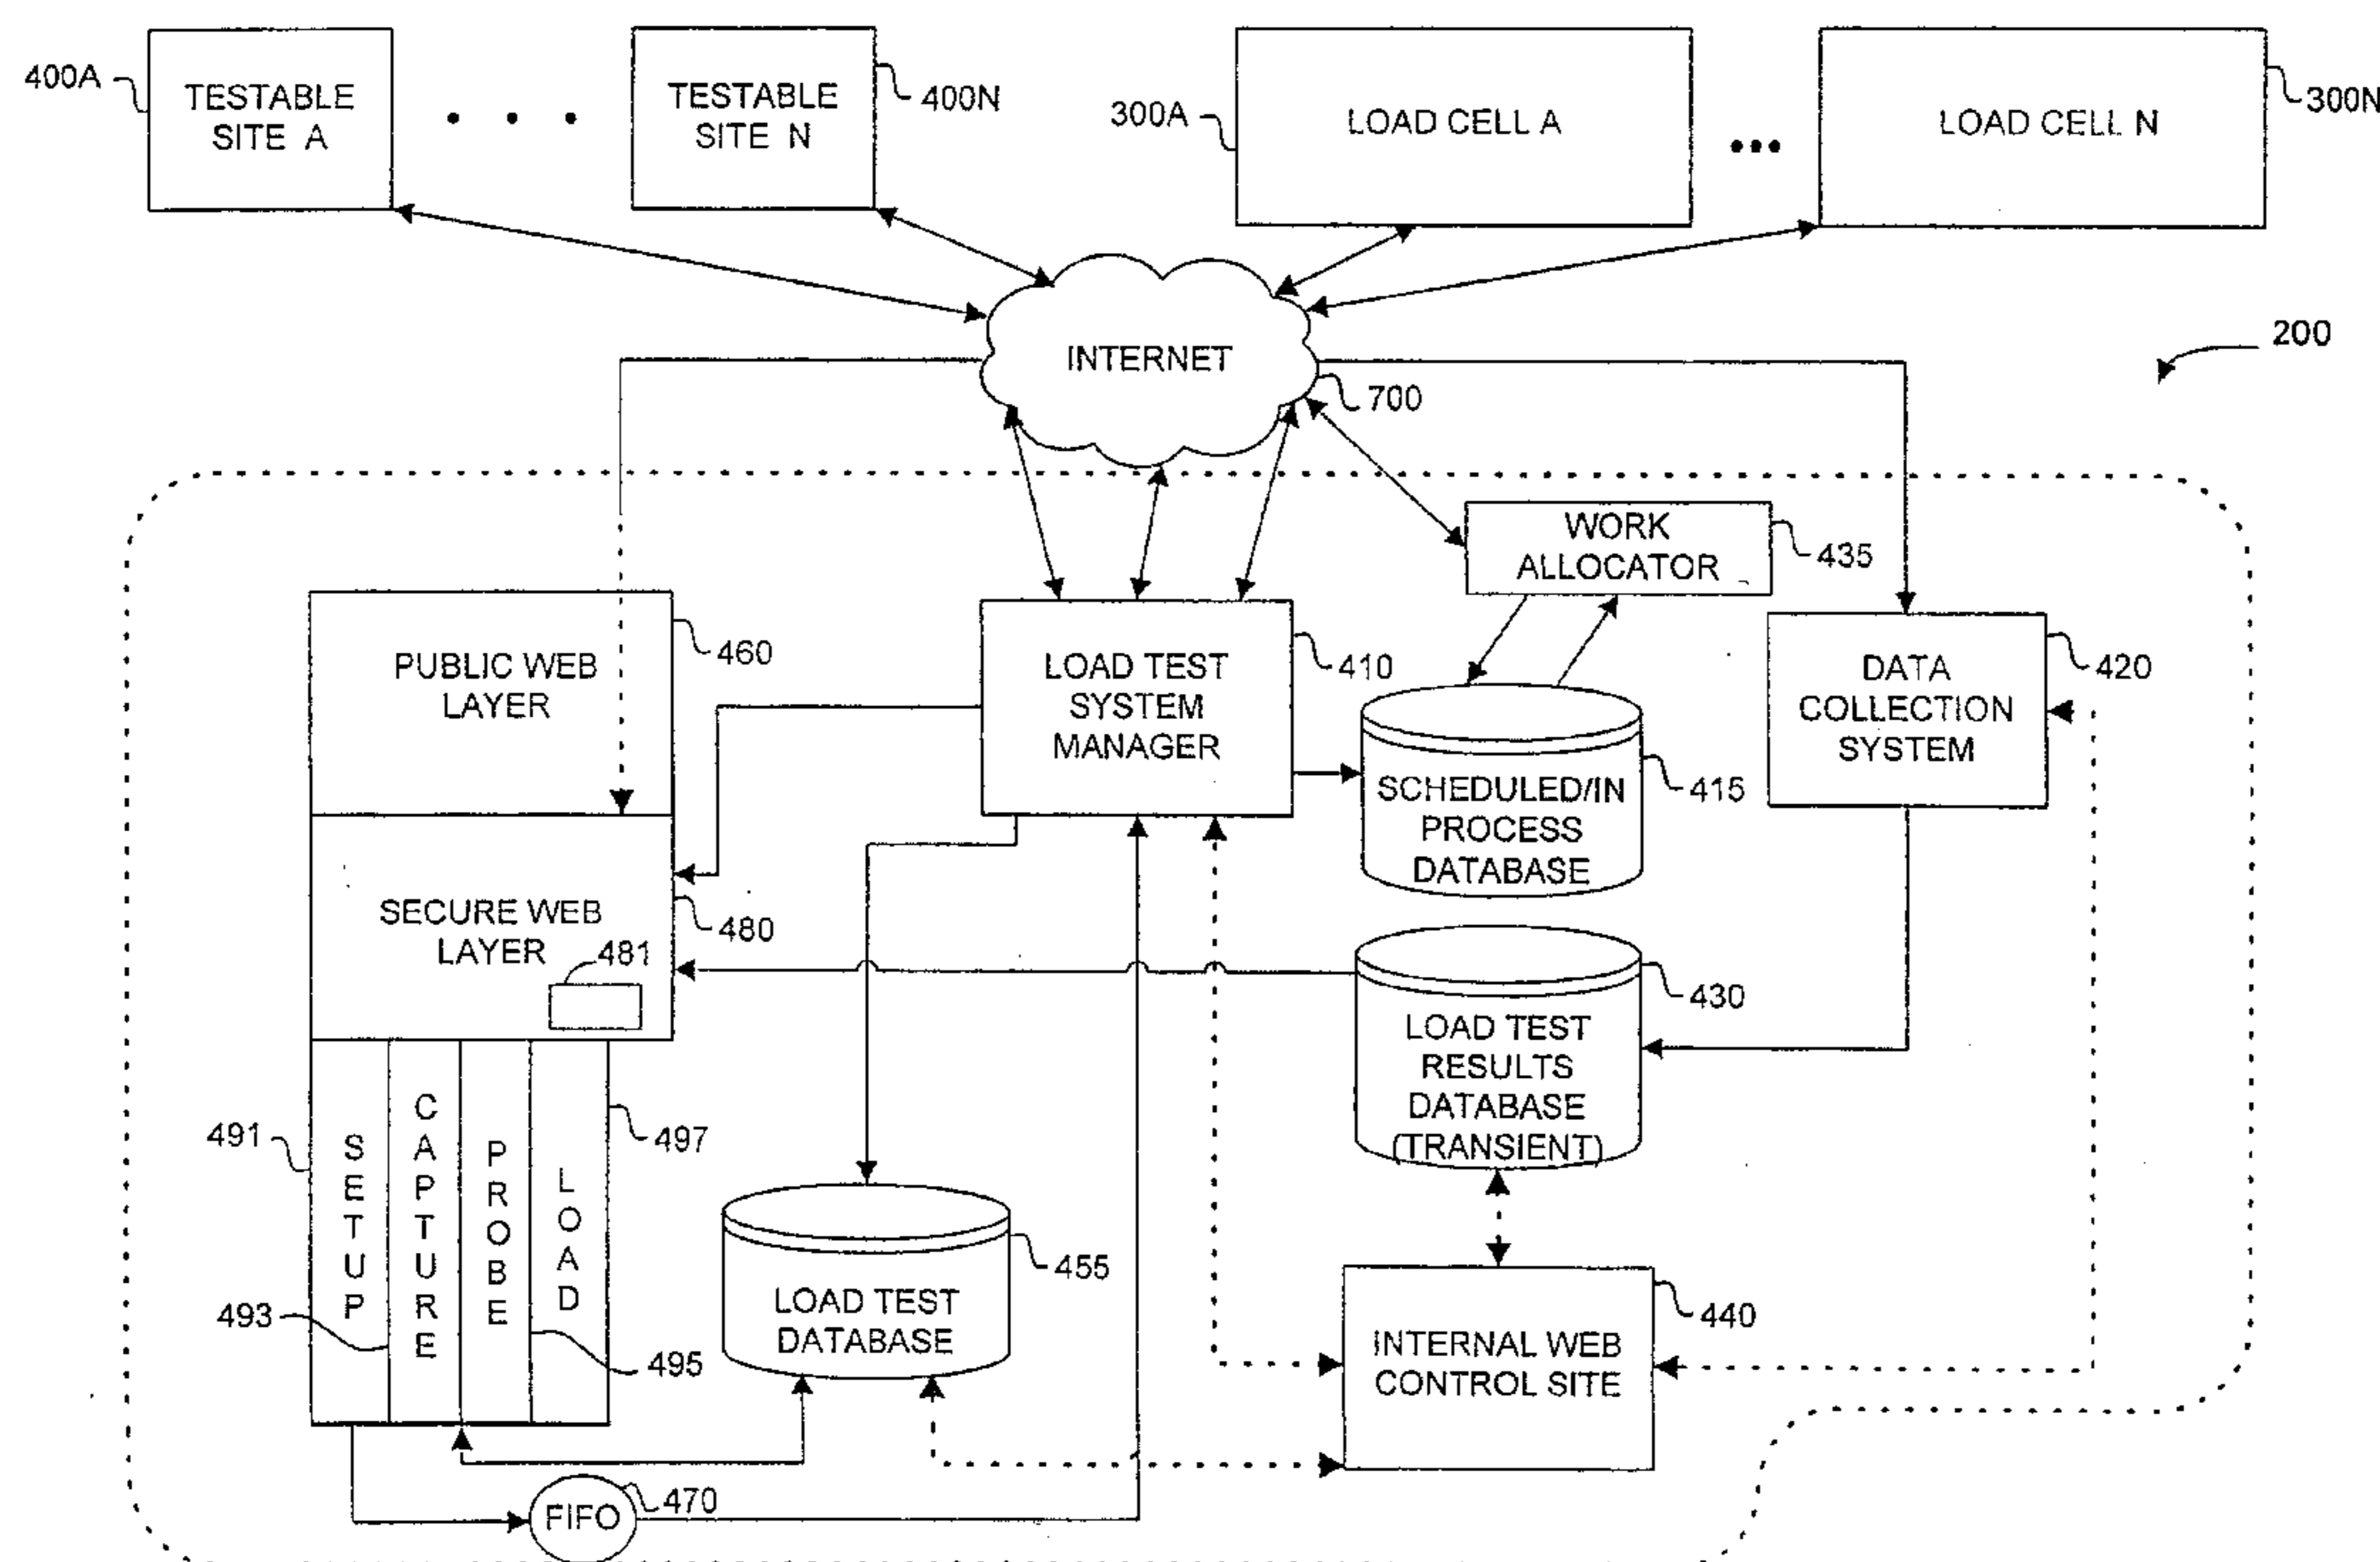 400A
TESTABLE
SITE A
TESTABLE
SITE N
400N
300A
LOAD CELL A
LOAD CELL N
300N
INTERNET
700
200
WORK
ALLOCATOR
435
PUBLIC WEB
LAYER
460
LOAD TEST
SYSTEM
MANAGER
410
DATA
COLLECTION
SYSTEM
420
SCHEDULED/IN
PROCESS
DATABASE
415
SECURE WEB
LAYER
480
481
LOAD TEST
RESULTS
DATABASE
(TRANSIENT)
430
491
SETUP
CAPTURE
PROBE
LOAD
497
493
495
LOAD TEST
DATABASE
455
INTERNAL WEB
CONTROL SITE
440
FIFO
470